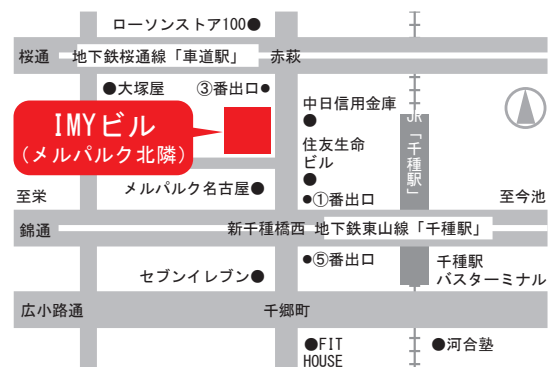 ローソンストア100●
桜通
地下鉄桜通線「車道駅」
赤萩
●大塚屋
③番出口●
IMYビル
(メルパルク北隣)
中日信用金庫
●
住友生命
ビル
●
JR「千種駅」
メルパルク名古屋●
●①番出口
至栄
至今池
錦通
新千種橋西
地下鉄東山線「千種駅」
●⑤番出口
千種駅
バスターミナル
セブンイレブン●
広小路通
千郷町
●FIT
HOUSE
●河合塾